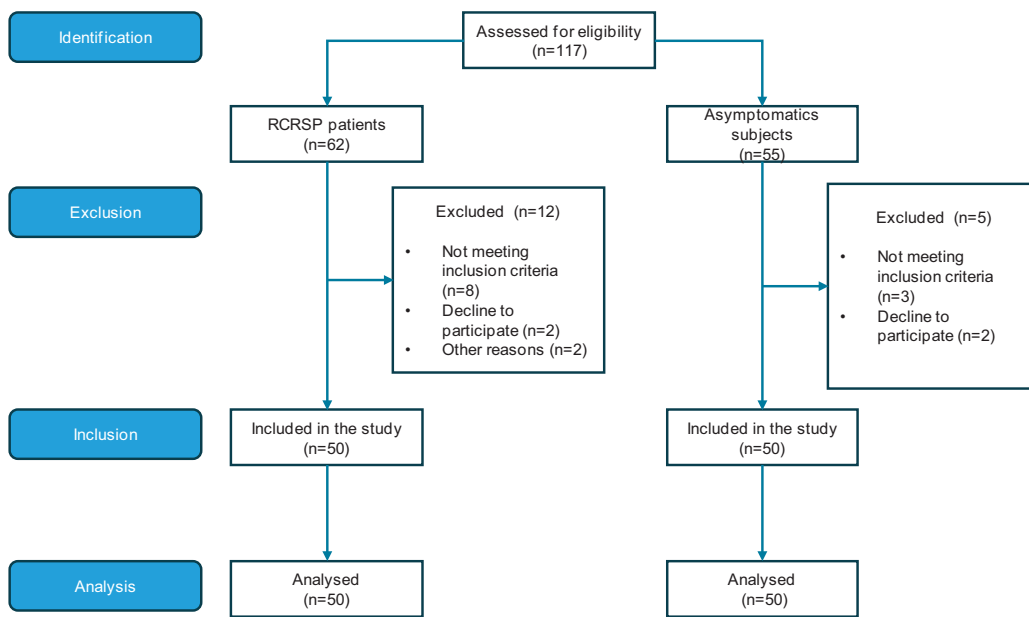 Identification
Assessed for eligibility
(n=117)
RCRSP patients
(n=62)
Asymptomatics
subjects
(n=55)
Exclusion
Excluded (n=12)
• Not meeting
inclusion criteria
(n=8)
• Decline to
participate (n=2)
• Other reasons (n=2)
Excluded (n=5)
• Not meeting
inclusion criteria
(n=3)
• Decline to
participate (n=2)
Inclusion
Included in the study
(n=50)
Included in the study
(n=50)
Analysis
Analysed
(n=50)
Analysed
(n=50)